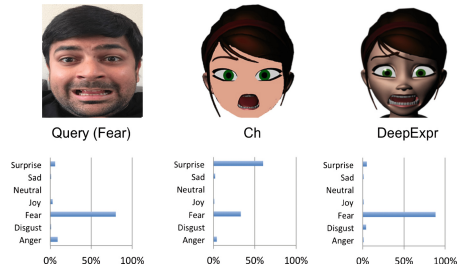 Query (Fear)
Ch
DeepExpr
Surprise
Sad
Neutral
Joy
Fear
Disgust
Anger
0% 50% 100%
Surprise
Sad
Neutral
Joy
Fear
Disgust
Anger
0% 50% 100%
Surprise
Sad
Neutral
Joy
Fear
Disgust
Anger
0% 50% 100%